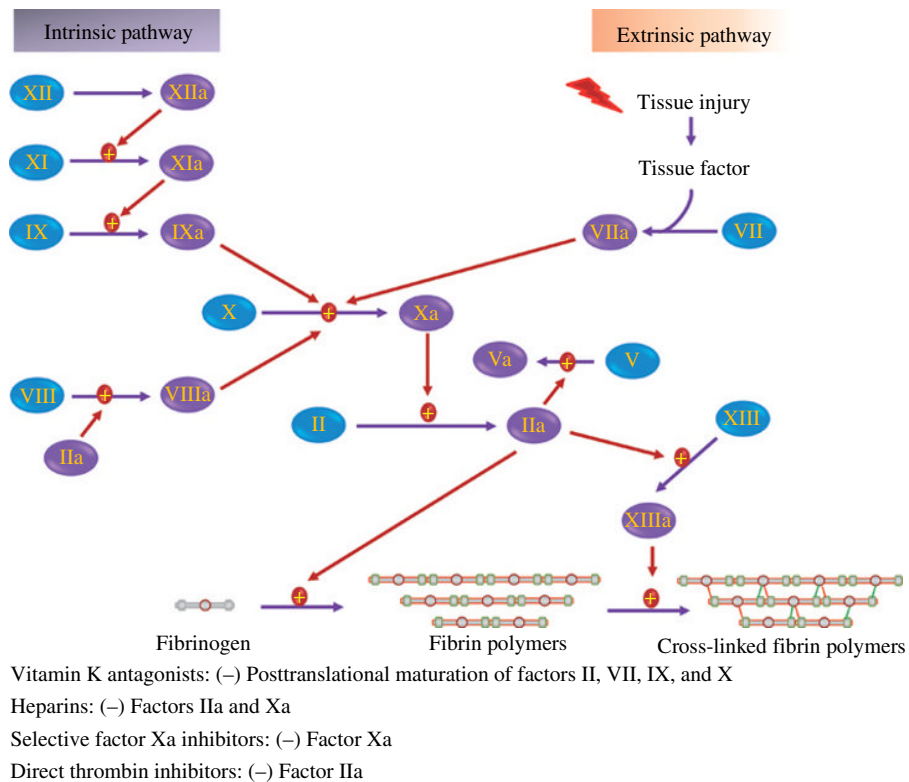 Intrinsic pathway
Extrinsic pathway
XII
XIIa
Tissue injury
+
XI
XIa
Tissue factor
+
IX
IXa
VIIa
VII
X
+
Xa
Va
+
V
VIII
+
VIIIa
+
II
IIa
XIII
IIa
+
XIIIa
+
+
Fibrinogen
Fibrin polymers
Cross-linked fibrin polymers
Vitamin K antagonists: (–) Posttranslational maturation of factors II, VII, IX, and X
Heparins: (–) Factors IIa and Xa
Selective factor Xa inhibitors: (–) Factor Xa
Direct thrombin inhibitors: (–) Factor IIa